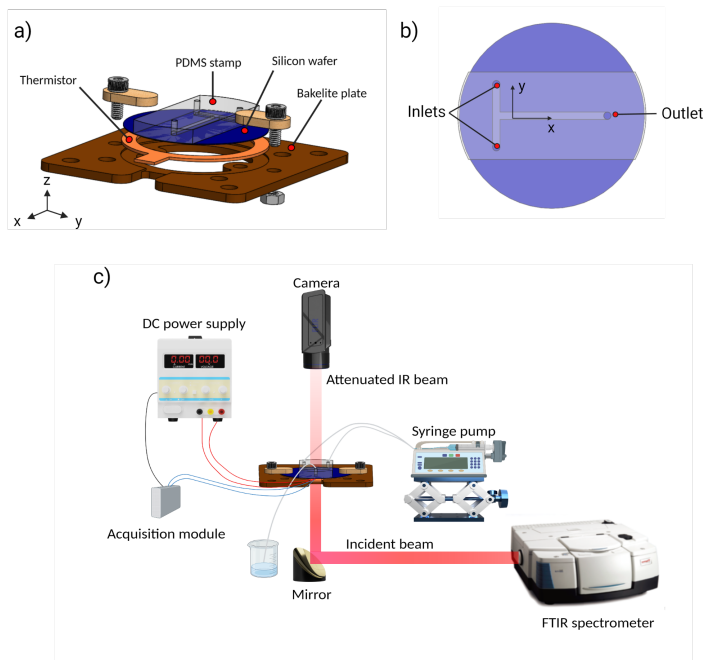 a)
PDMS stamp
Silicon wafer
Thermistor
Bakelite plate
z
x
y
b)
y
Inlets
Outlet
x
c)
Camera
DC power supply
Attenuated IR beam
Syringe pump
Acquisition module
Incident beam
Mirror
FTIR spectrometer